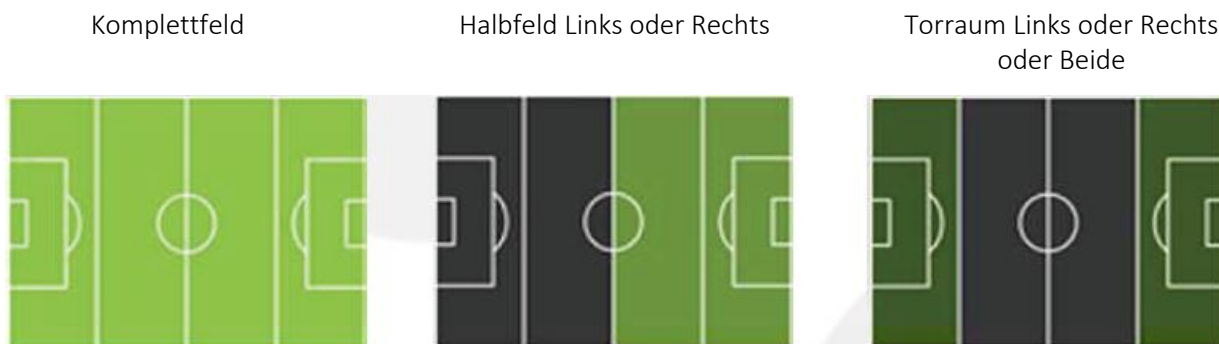 Komplettfeld
Halbfeld Links oder Rechts
Torraum Links oder Rechts
oder Beide